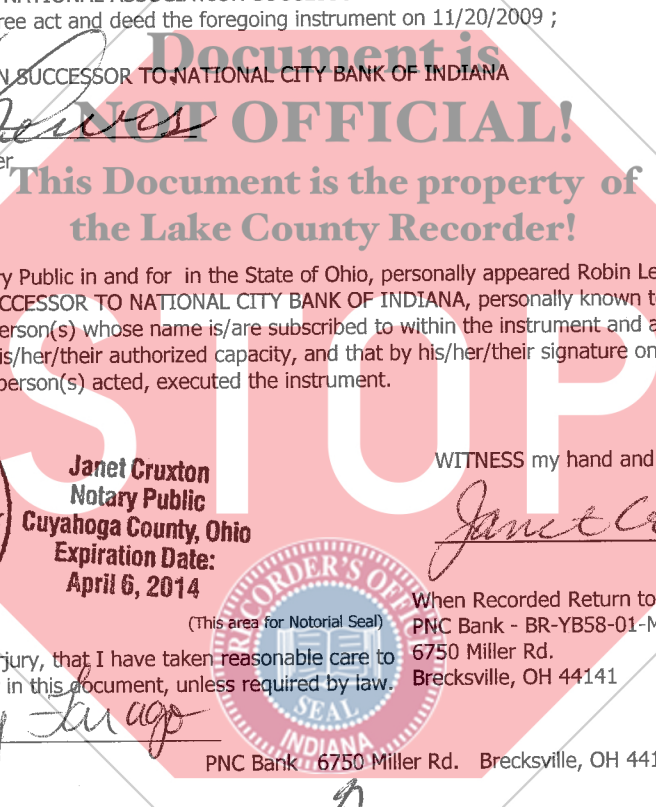 ree act and deed the foregoing instrument on 11/20/2009 ;
Document is
N SUCCESSOR TO NATIONAL CITY BANK OF INDIANA
NOT OFFICIAL!
er
This Document is the property of
the Lake County Recorder!
ry Public in and for in the State of Ohio, personally appeared Robin Le
CCESSOR TO NATIONAL CITY BANK OF INDIANA, personally known t
erson(s) whose name is/are subscribed to within the instrument and a
is/her/their authorized capacity, and that by his/her/their signature on
person(s) acted, executed the instrument.
STOP
WITNESS my hand and
Janet Cruxton
Notary Public
Cuyahoga County, Ohio
Expiration Date:
April 6, 2014
Janet Cr
RECORDER'S OFFICE
SEAL
INDIANA
(This area for Notorial Seal)
When Recorded Return to
PNC Bank - BR-YB58-01-M
6750 Miller Rd.
Brecksville, OH 44141
jury, that I have taken reasonable care to
in this document, unless required by law.
PNC Bank 6750 Miller Rd. Brecksville, OH 441